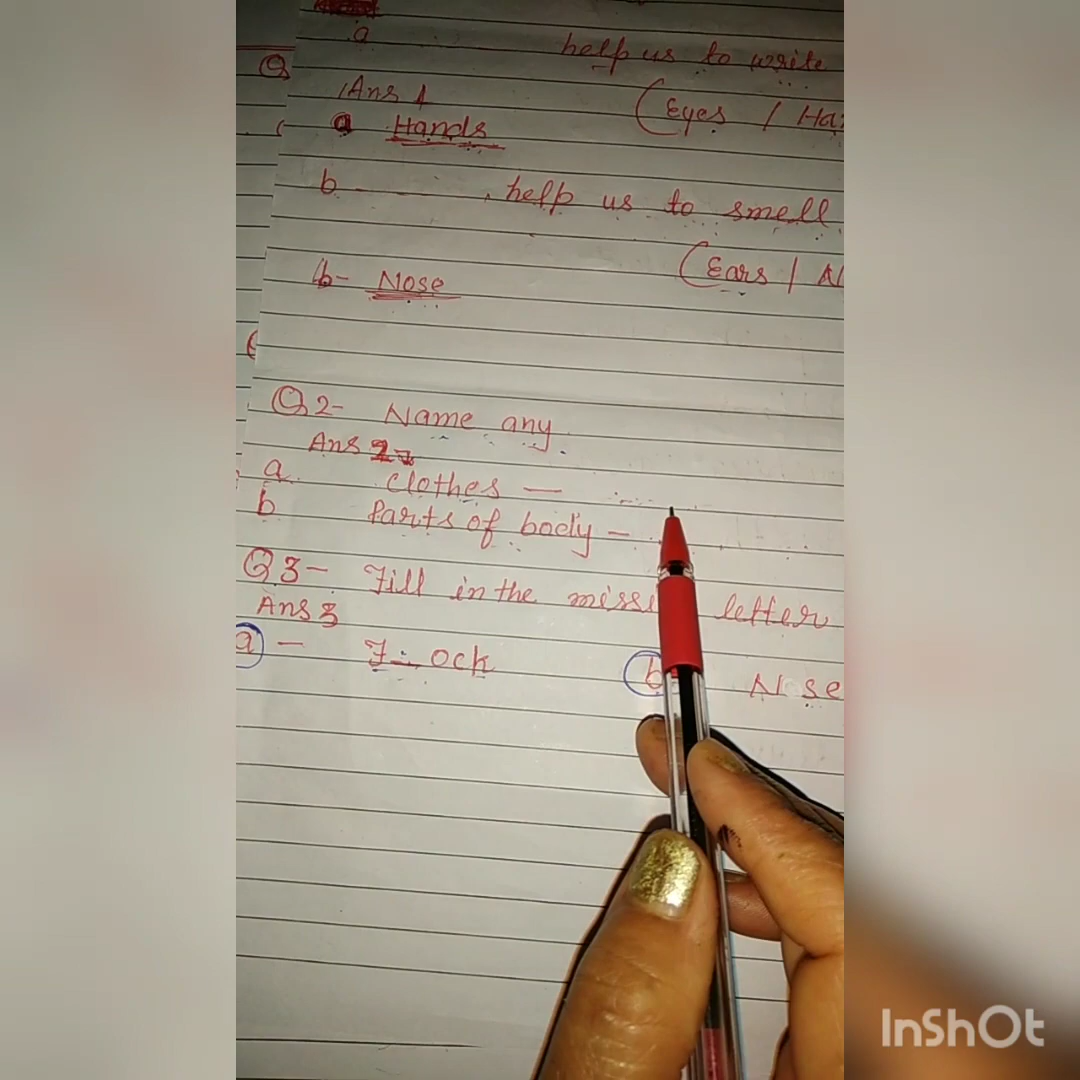 a help us to write
Q
Ans 1
(Eyes / Ha
a Hands
b - . help us to smell
(Ears / N
b- Nose
Q2- Name any
Ans 2-
a clothes —
b Parts of body —
Q3- Fill in the missi letter
Ans 3
a - F_ock b Nose
InShOt